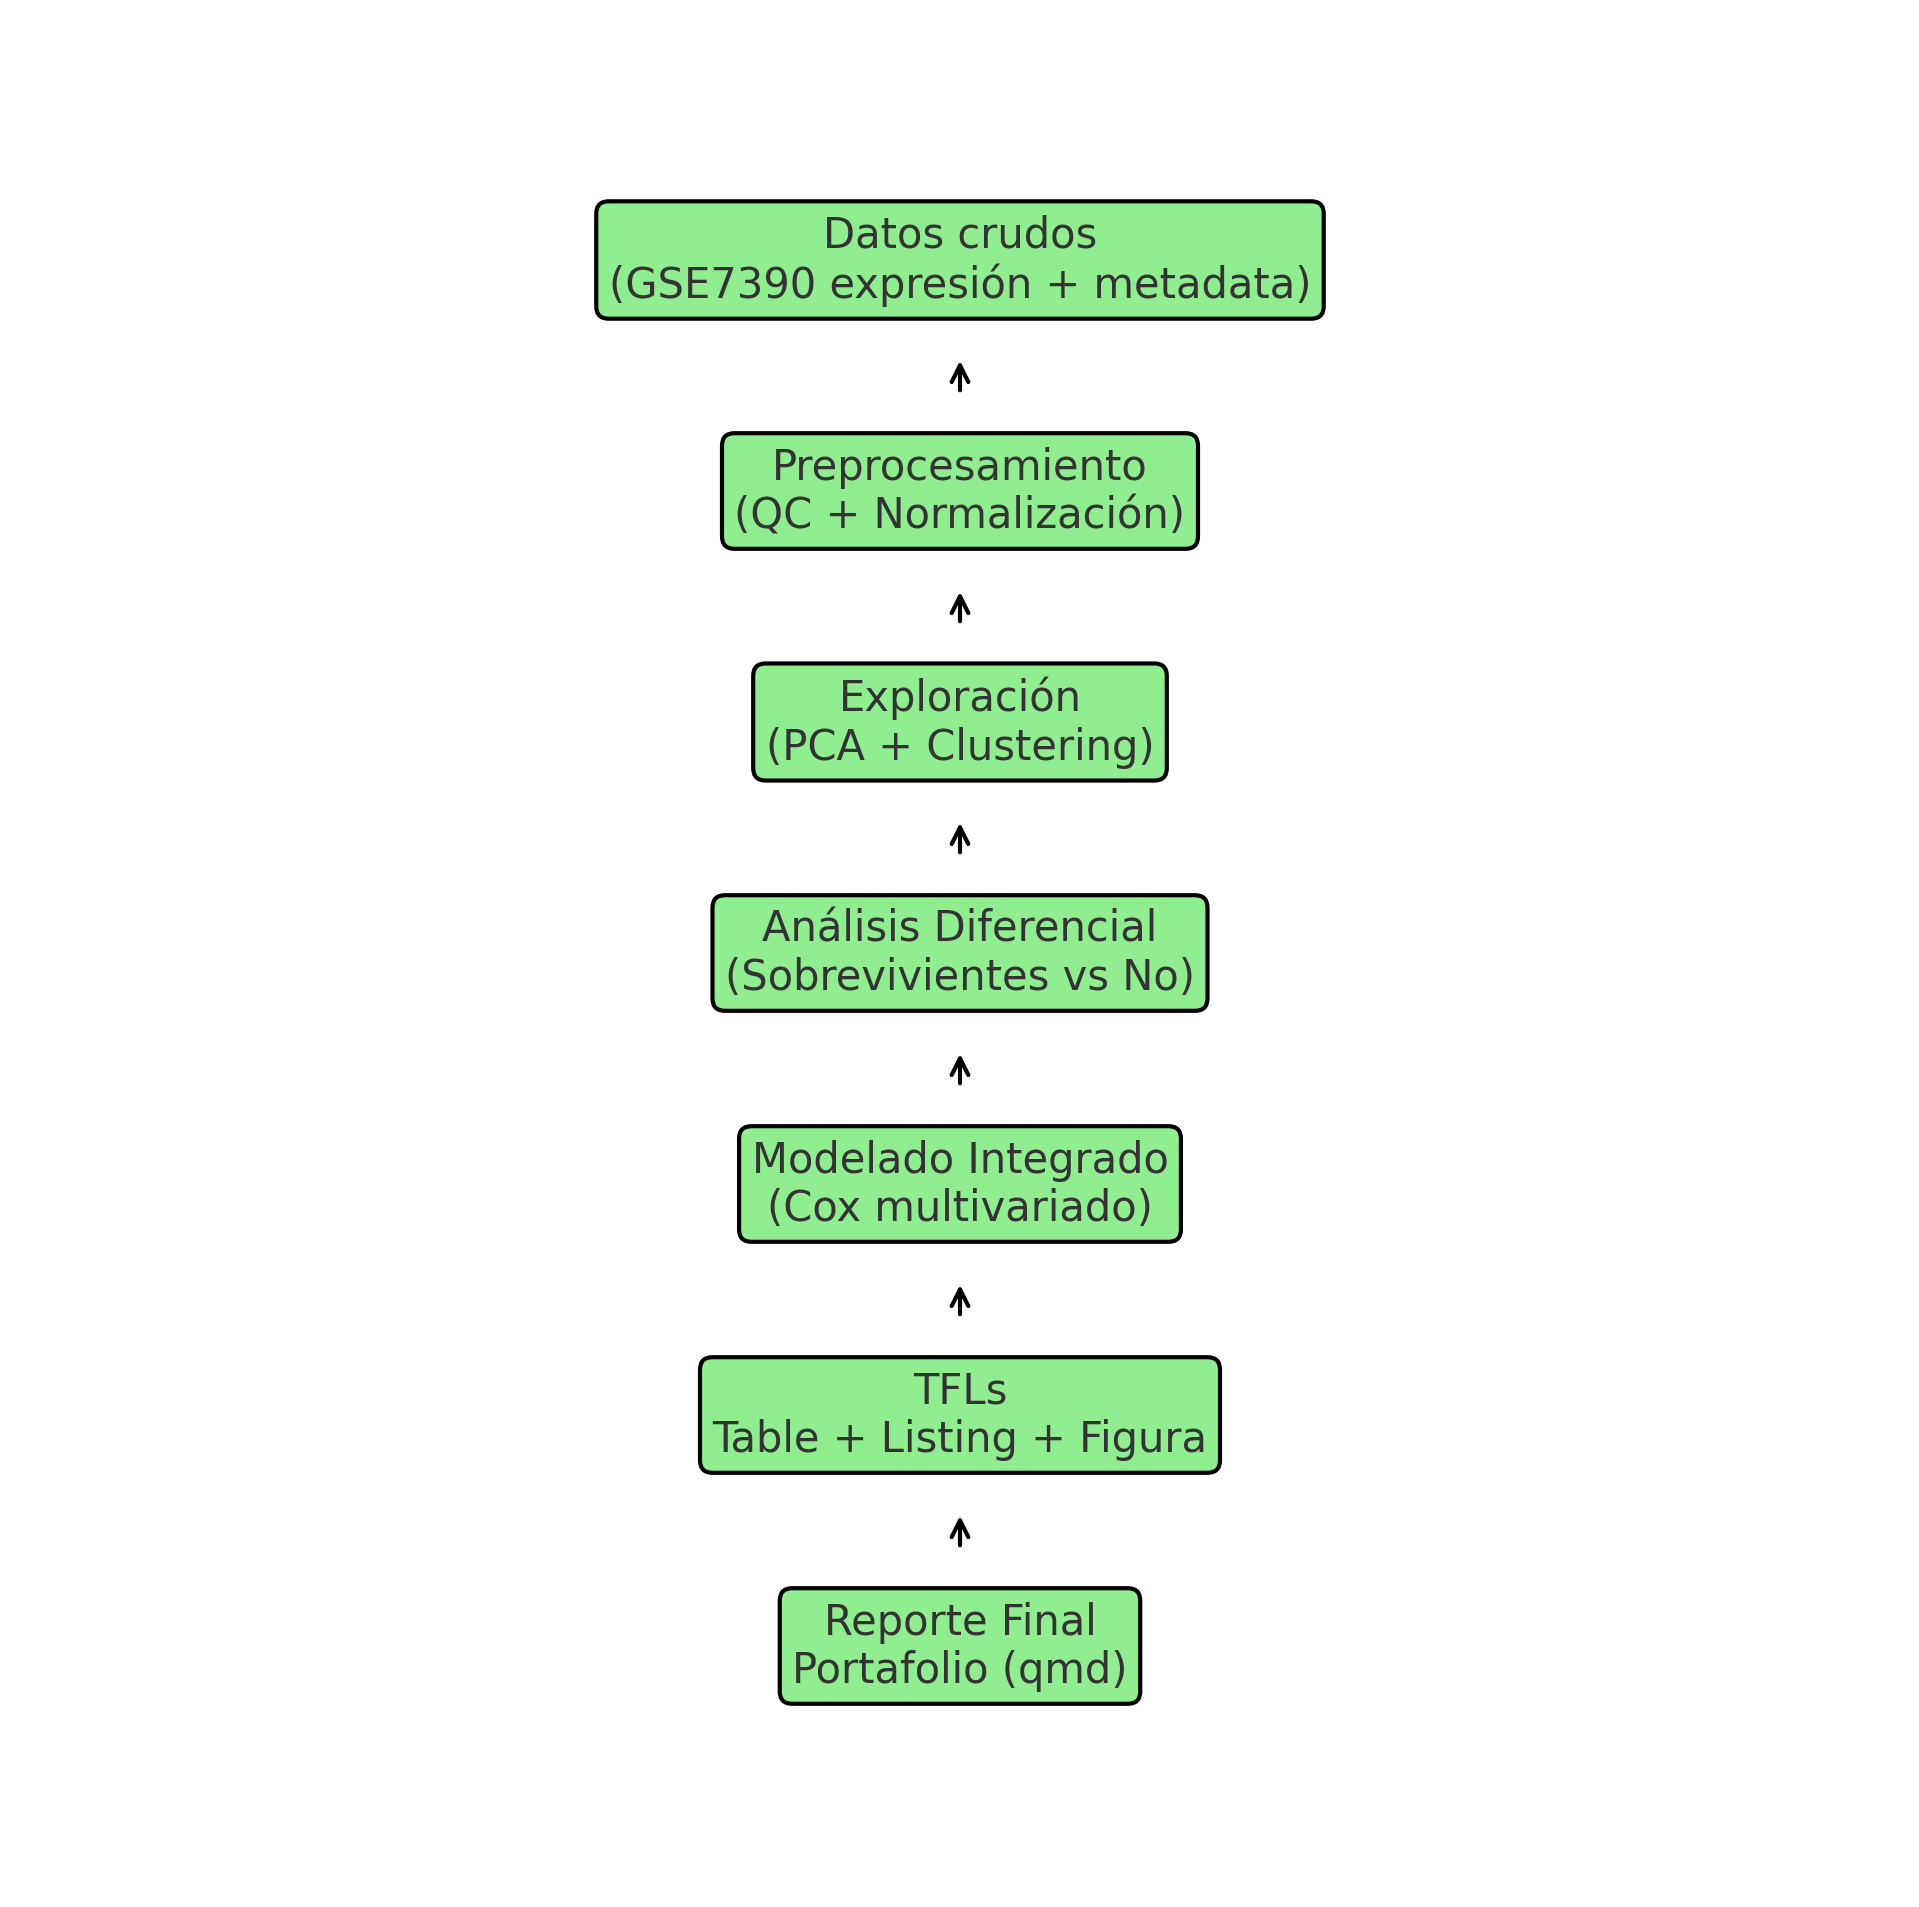 Datos crudos
(GSE7390 expresión + metadata)
Preprocesamiento
(QC + Normalización)
Exploración
(PCA + Clustering)
Análisis Diferencial
(Sobrevivientes vs No)
Modelado Integrado
(Cox multivariado)
TFLs
Table + Listing + Figura
Reporte Final
Portafolio (qmd)